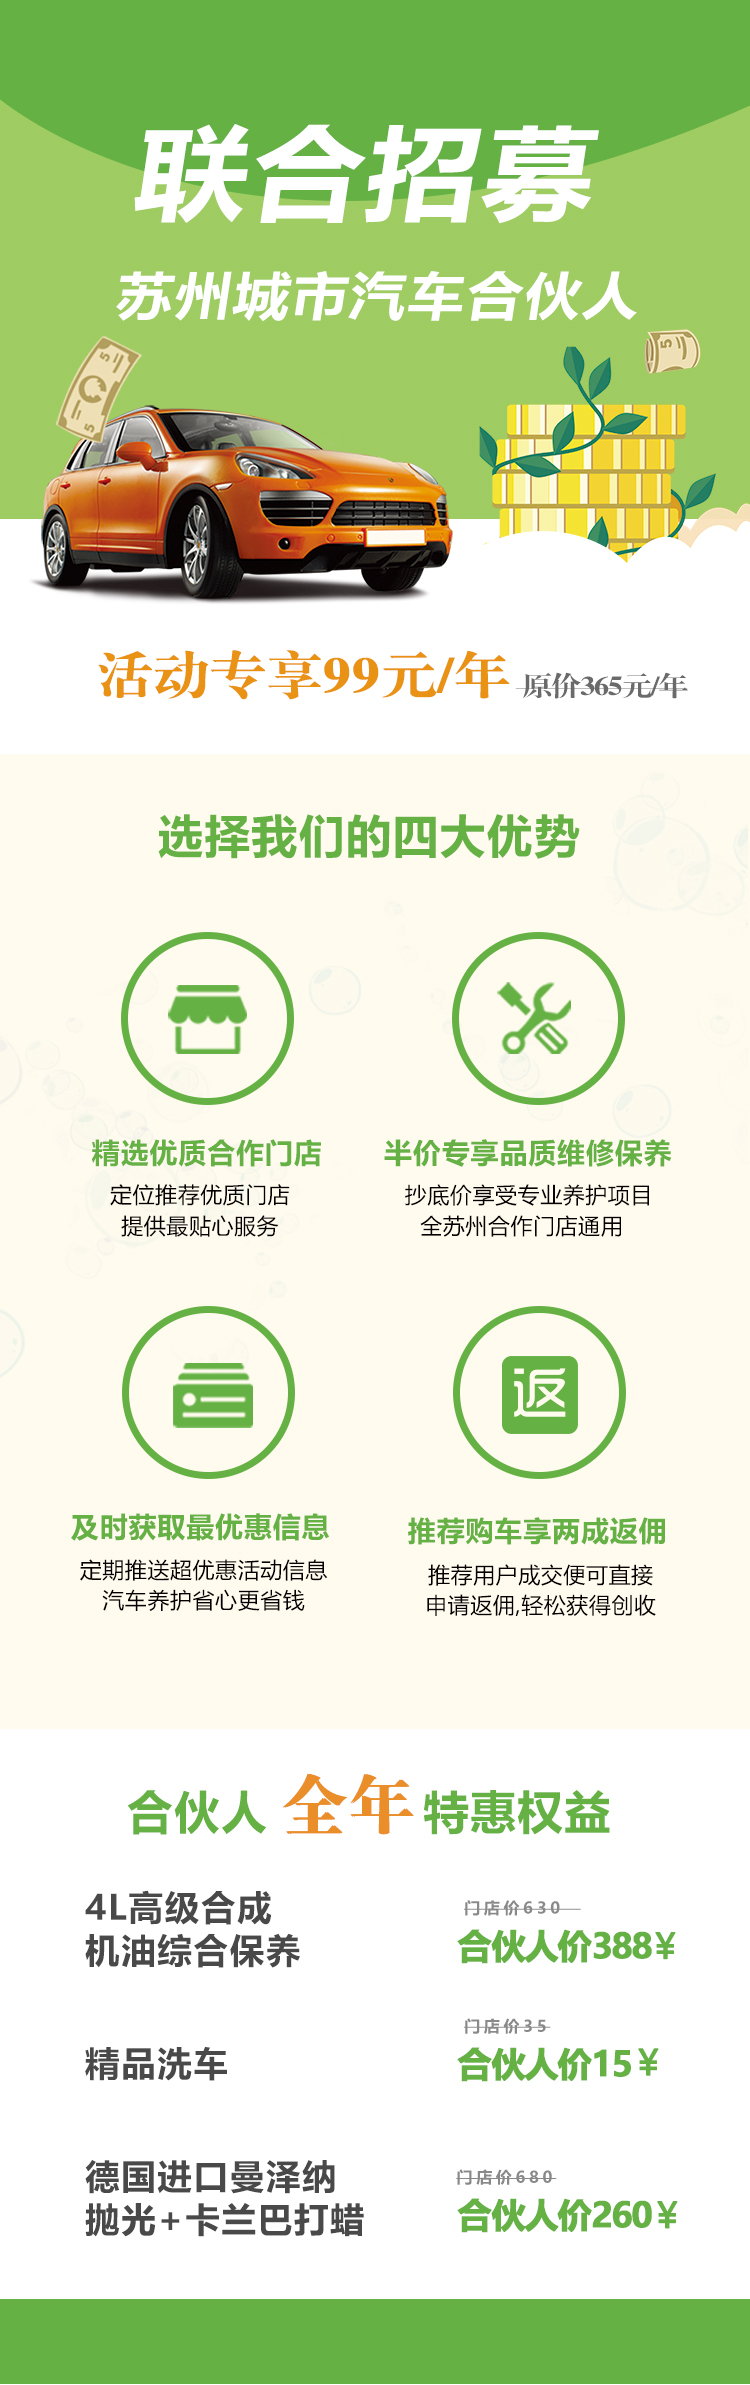 联合招募
苏州城市汽车合伙人
5
5
5
活动专享99元/年 原价365元/年
选择我们的四大优势
精选优质合作门店
定位推荐优质门店
提供最贴心服务
半价专享品质维修保养
抄底价享受专业养护项目
全苏州合作门店通用
返
及时获取最优惠信息
定期推送超优惠活动信息
汽车养护省心更省钱
推荐购车享两成返佣
推荐用户成交便可直接
申请返佣,轻松获得创收
合伙人 全年 特惠权益
4L高级合成
机油综合保养
门店价630
合伙人价388¥
精品洗车
门店价35
合伙人价15¥
德国进口曼泽纳
抛光+卡兰巴打蜡
门店价680
合伙人价260¥